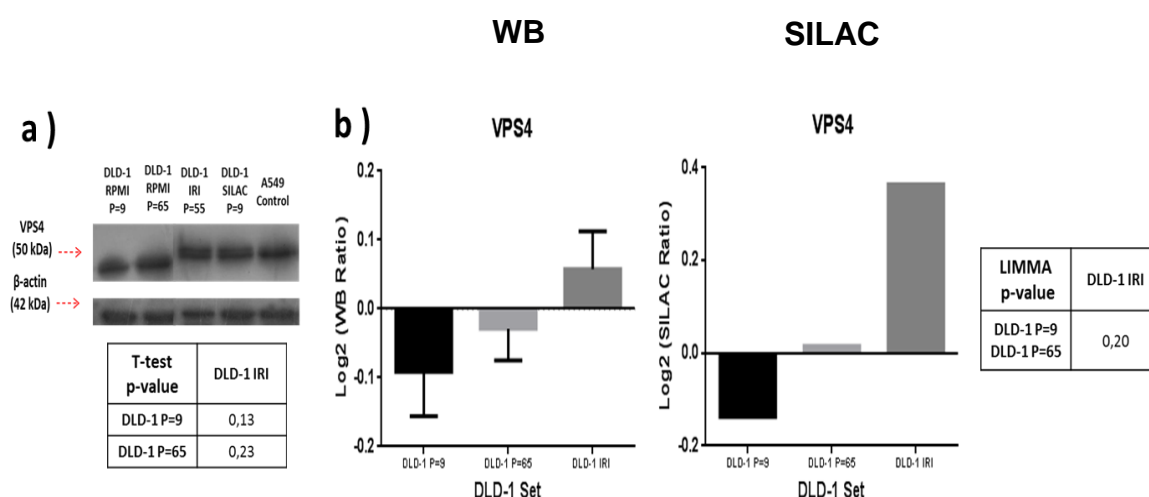 WB
SILAC
a )
DLD-1 RPMI P=9
DLD-1 RPMI P=65
DLD-1 IRI P=55
DLD-1 SILAC P=9
A549 Control
VPS4
(50 kDa)
β-actin
(42 kDa)
T-test p-value
DLD-1 IRI
DLD-1 P=9
0,13
DLD-1 P=65
0,23
b )
VPS4
Log2 (WB Ratio)
0.2
0.1
0.0
-0.1
-0.2
DLD-1 P=9
DLD-1 P=65
DLD-1 IRI
DLD-1 Set
VPS4
Log2 (SILAC Ratio)
0.4
0.2
0.0
-0.2
DLD-1 P=9
DLD-1 P=65
DLD-1 IRI
DLD-1 Set
LIMMA p-value
DLD-1 IRI
DLD-1 P=9
DLD-1 P=65
0,20